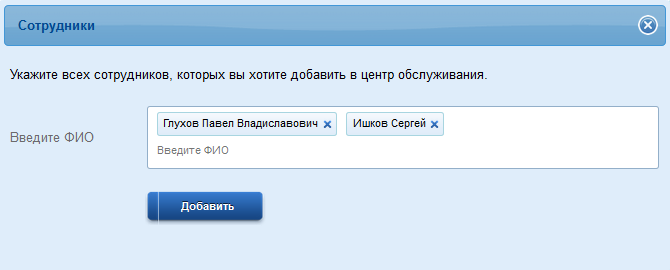 Сотрудники
Укажите всех сотрудников, которых вы хотите добавить в центр обслуживания.
Введите ФИО
Глухов Павел Владиславович Ишков Сергей
Введите ФИО
Добавить